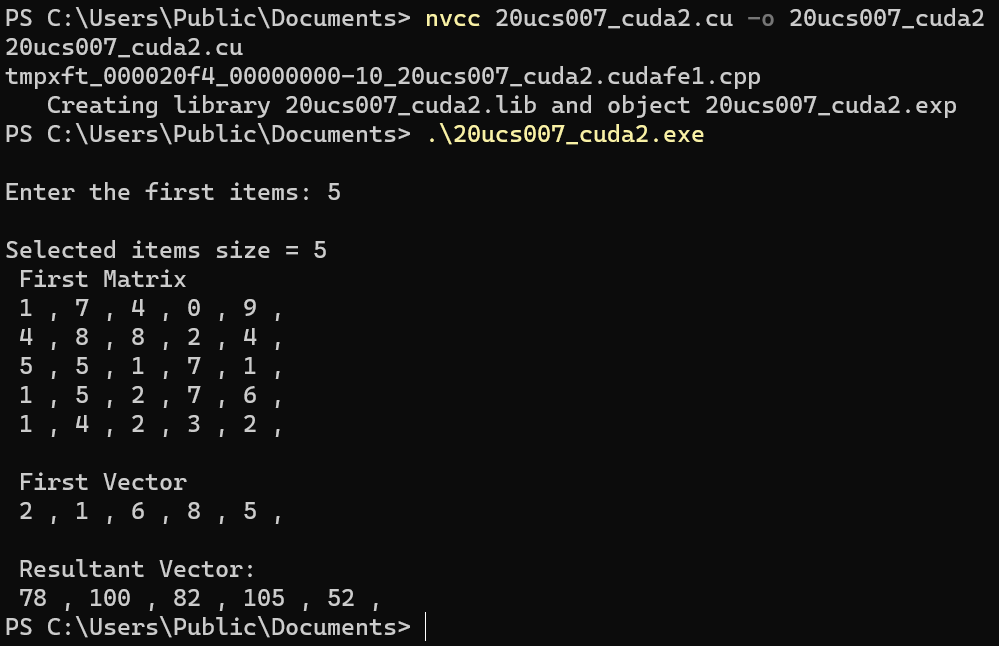 PS C:\Users\Public\Documents> nvcc 20ucs007_cuda2.cu -o 20ucs007_cuda2
20ucs007_cuda2.cu
tmpxft_000020f4_00000000-10_20ucs007_cuda2.cudafe1.cpp
   Creating library 20ucs007_cuda2.lib and object 20ucs007_cuda2.exp
PS C:\Users\Public\Documents> .\20ucs007_cuda2.exe
Enter the first items: 5
Selected items size = 5
 First Matrix
 1 , 7 , 4 , 0 , 9 ,
 4 , 8 , 8 , 2 , 4 ,
 5 , 5 , 1 , 7 , 1 ,
 1 , 5 , 2 , 7 , 6 ,
 1 , 4 , 2 , 3 , 2 ,
 First Vector
 2 , 1 , 6 , 8 , 5 ,
 Resultant Vector:
 78 , 100 , 82 , 105 , 52 ,
PS C:\Users\Public\Documents>